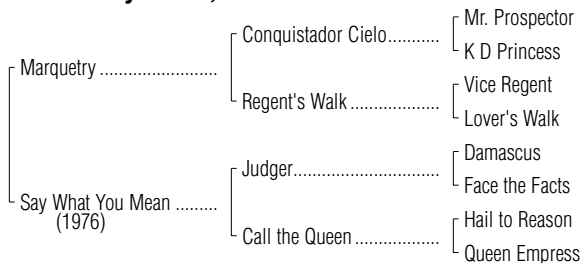 Mr. Prospector
Conquistador Cielo...........
K D Princess
Marquetry .........................
Vice Regent
Regent's Walk ...................
Lover's Walk
Damascus
Judger...............................
Face the Facts
Say What You Mean .........
(1976)
Hail to Reason
Call the Queen ..................
Queen Empress